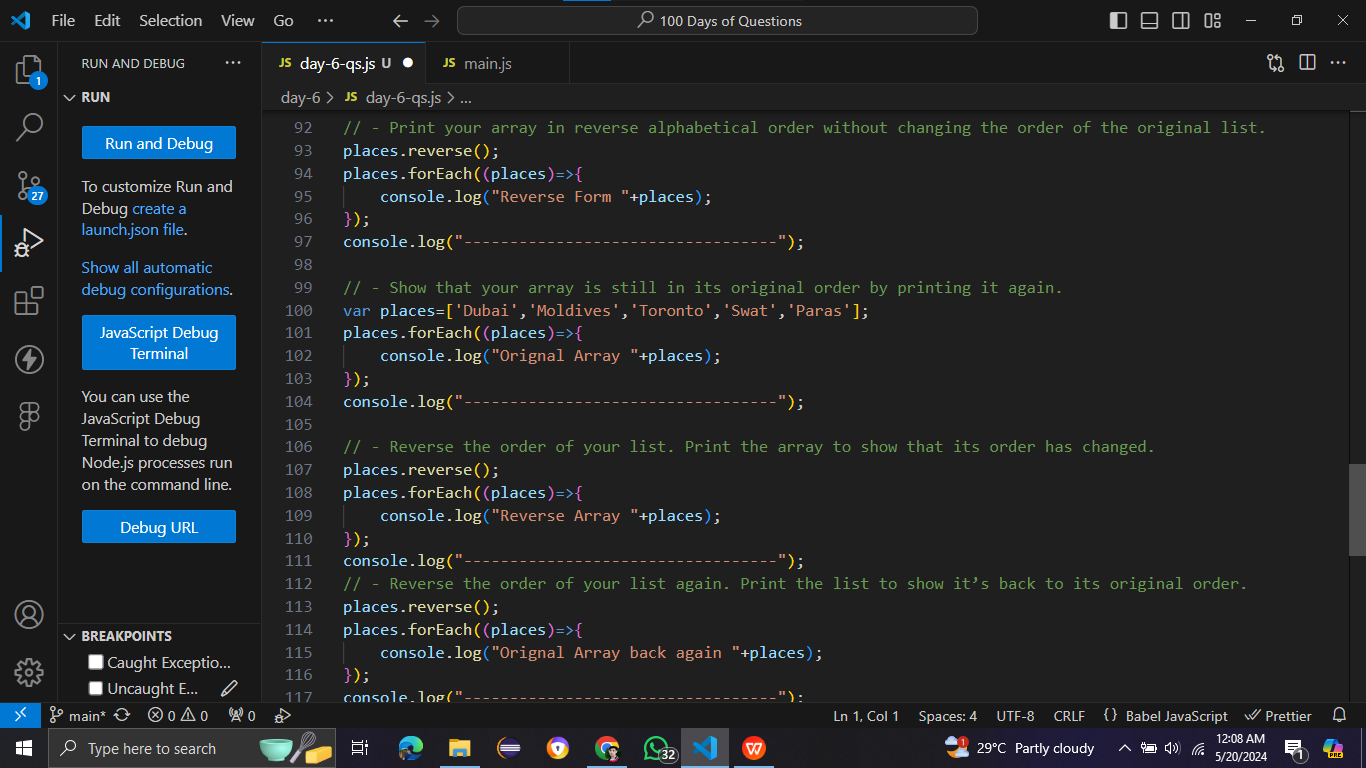 File Edit Selection View Go ··· 100 Days of Questions
RUN AND DEBUG ···
JS day-6-qs.js U
JS main.js
···
RUN
day-6 > JS day-6-qs.js > ...
1
Run and Debug
To customize Run and
Debug create a
launch.json file.
27
Show all automatic
debug configurations.
JavaScript Debug
Terminal
You can use the
JavaScript Debug
Terminal to debug
Node.js processes run
on the command line.
Debug URL
BREAKPOINTS
Caught Exceptio...
Uncaught E...
92 // - Print your array in reverse alphabetical order without changing the order of the original list.
93 places.reverse();
94 places.forEach((places)=>{
95 console.log("Reverse Form "+places);
96 });
97 console.log("----------------------------------");
98
99 // - Show that your array is still in its original order by printing it again.
100 var places=['Dubai','Moldives','Toronto','Swat','Paras'];
101 places.forEach((places)=>{
102 console.log("Orignal Array "+places);
103 });
104 console.log("----------------------------------");
105
106 // - Reverse the order of your list. Print the array to show that its order has changed.
107 places.reverse();
108 places.forEach((places)=>{
109 console.log("Reverse Array "+places);
110 });
111 console.log("----------------------------------");
112 // - Reverse the order of your list again. Print the list to show it’s back to its original order.
113 places.reverse();
114 places.forEach((places)=>{
115 console.log("Orignal Array back again "+places);
116 });
117 console.log("----------------------------------");
main* 0 0 0 Ln 1, Col 1 Spaces: 4 UTF-8 CRLF {} Babel JavaScript Prettier
Type here to search
32
1
29°C Partly cloudy
12:08 AM
5/20/2024
1
PRE